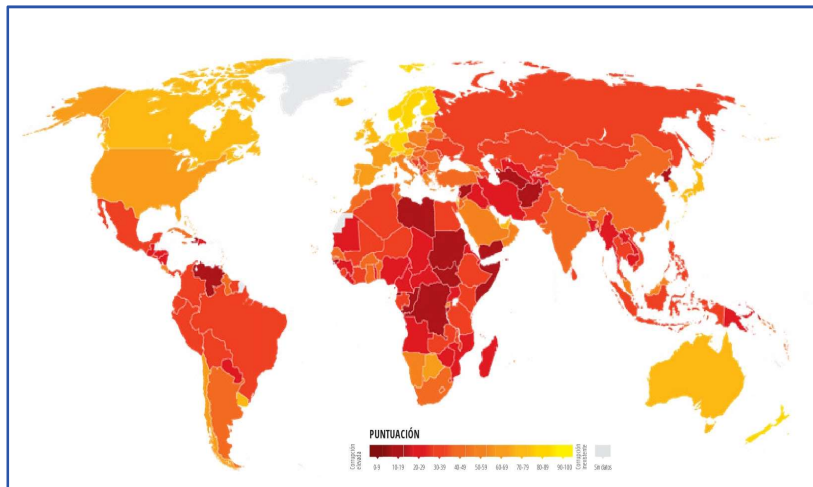 PUNTUACIÓN
Corrupción
elevada
0-9 10-19 20-29 30-39 40-49 50-59 60-69 70-79 80-89 90-100
Corrupción
inexistente
Sin datos